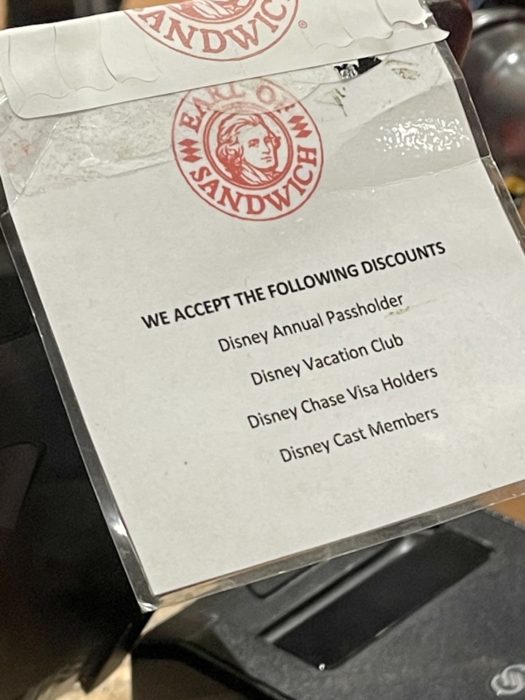 ANDWIC
®
EARL OF
SANDWICH
WE ACCEPT THE FOLLOWING DISCOUNTS
Disney Annual Passholder
Disney Vacation Club
Disney Chase Visa Holders
Disney Cast Members